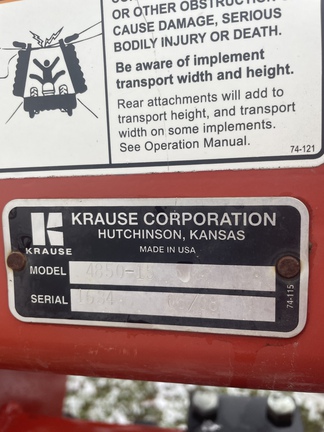 OR OTHER OBSTRUCTION
CAUSE DAMAGE, SERIOUS
BODILY INJURY OR DEATH.
Be aware of implement
transport width and height.
Rear attachments will add to
transport height, and transport
width on some implements.
See Operation Manual.
74-121
KRAUSE CORPORATION
HUTCHINSON, KANSAS
MADE IN USA
KRAUSE
MODEL
SERIAL
74-115